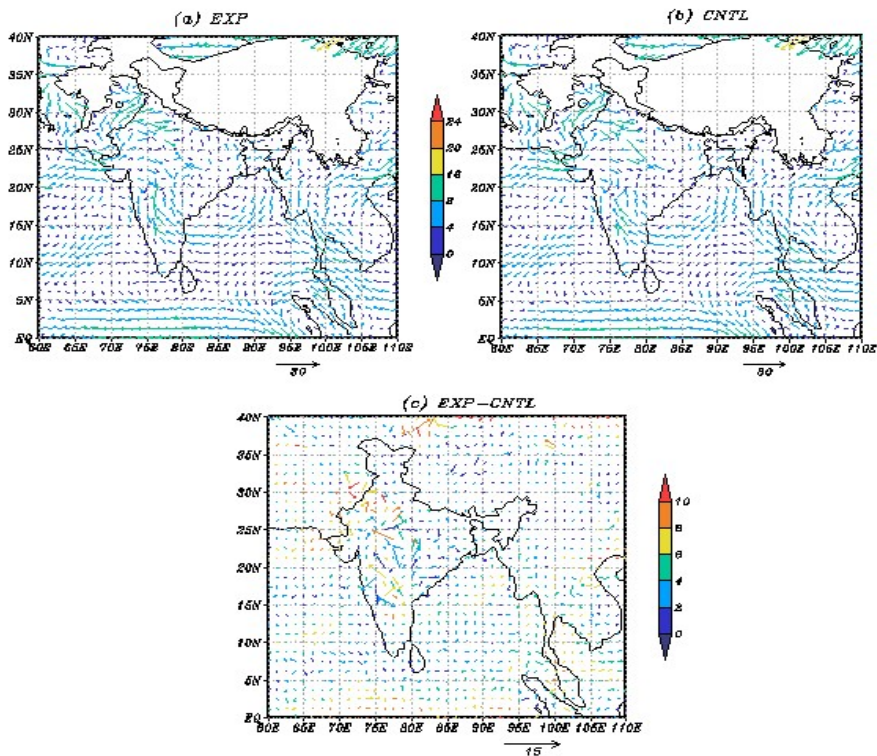 (a) EXP
40N
35N
30N
25N
20N
15N
10N
5N
EQ
60E 65E 70E 75E 80E 85E 90E 95E 100E 105E 110E
30
24
20
16
8
4
0
(b) CNTL
40N
35N
30N
25N
20N
15N
10N
5N
EQ
60E 65E 70E 75E 80E 85E 90E 95E 100E 105E 110E
30
(c) EXP-CNTL
40N
35N
30N
25N
20N
15N
10N
5N
EQ
60E 65E 70E 75E 80E 85E 90E 95E 100E 105E 110E
15
10
8
6
4
2
0